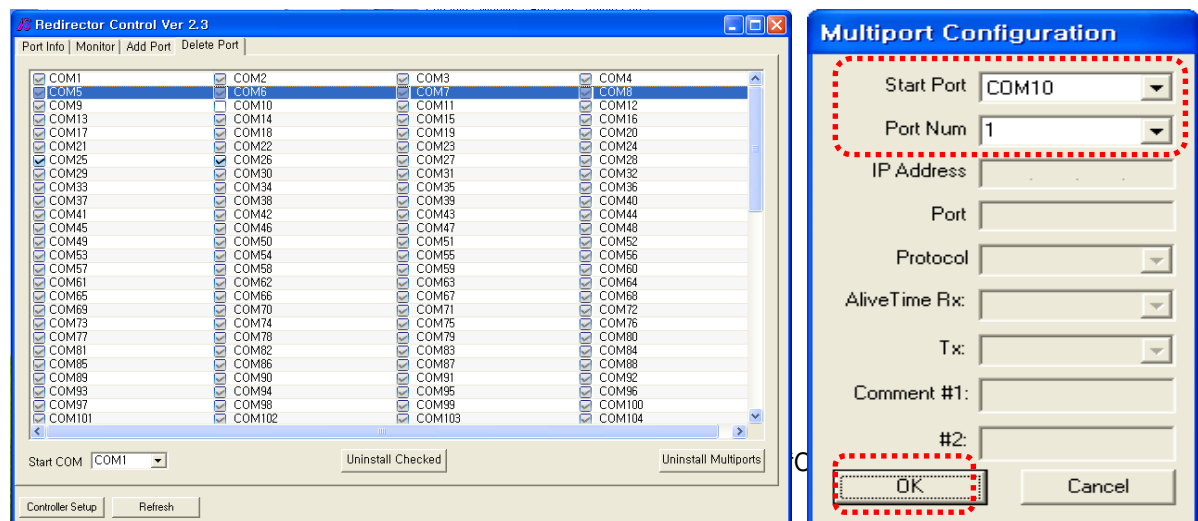 Redirector Control Ver 2.3
Port Info | Monitor | Add Port | Delete Port
COM1 COM2 COM3 COM4
COM5 COM6 COM7 COM8
COM9 COM10 COM11 COM12
COM13 COM14 COM15 COM16
COM17 COM18 COM19 COM20
COM21 COM22 COM23 COM24
COM25 COM26 COM27 COM28
COM29 COM30 COM31 COM32
COM33 COM34 COM35 COM36
COM37 COM38 COM39 COM40
COM41 COM42 COM43 COM44
COM45 COM46 COM47 COM48
COM49 COM50 COM51 COM52
COM53 COM54 COM55 COM56
COM57 COM58 COM59 COM60
COM61 COM62 COM63 COM64
COM65 COM66 COM67 COM68
COM69 COM70 COM71 COM72
COM73 COM74 COM75 COM76
COM77 COM78 COM79 COM80
COM81 COM82 COM83 COM84
COM85 COM86 COM87 COM88
COM89 COM90 COM91 COM92
COM93 COM94 COM95 COM96
COM97 COM98 COM99 COM100
COM101 COM102 COM103 COM104
Start COM COM1 Uninstall Checked Uninstall Multiports
Controller Setup Refresh
Multiport Configuration
Start Port COM10
Port Num 1
IP Address . . .
Port
Protocol
AliveTime Rx:
Tx:
Comment #1:
#2:
OK Cancel